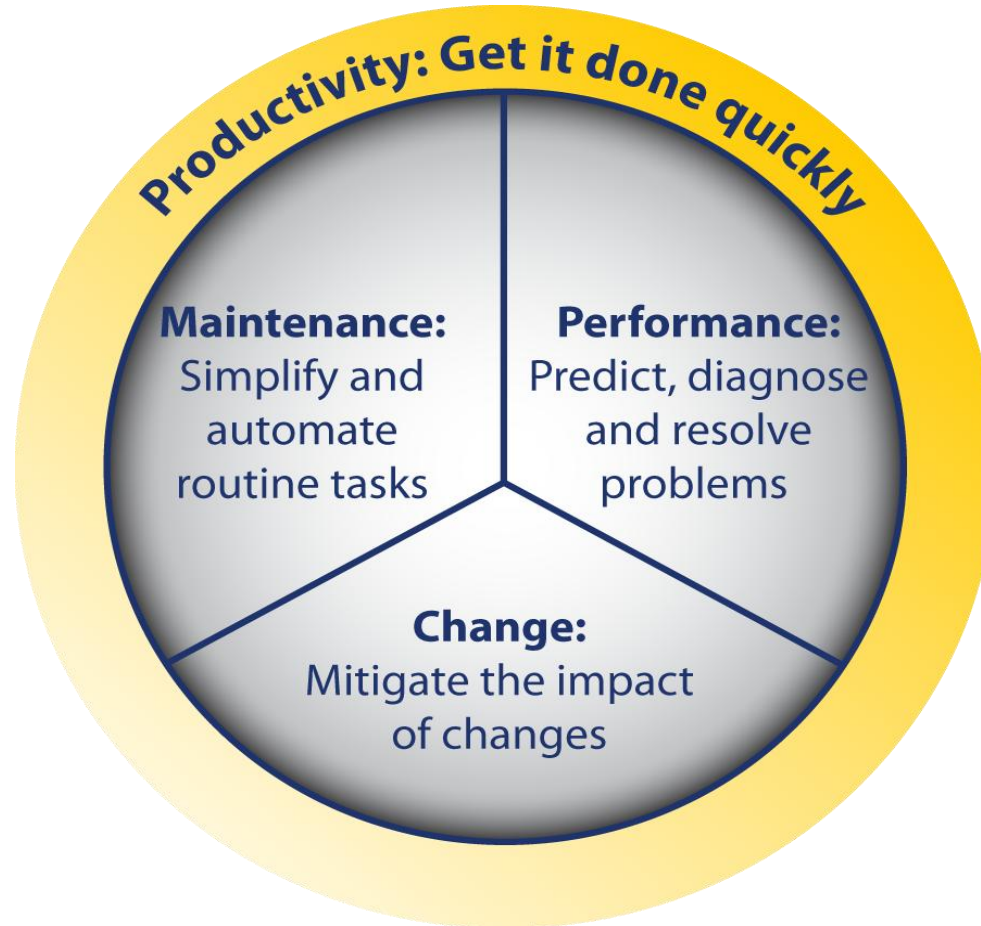 Productivity: Get it done quickly
Maintenance:
Simplify and
automate
routine tasks
Performance:
Predict, diagnose
and resolve
problems
Change:
Mitigate the impact
of changes